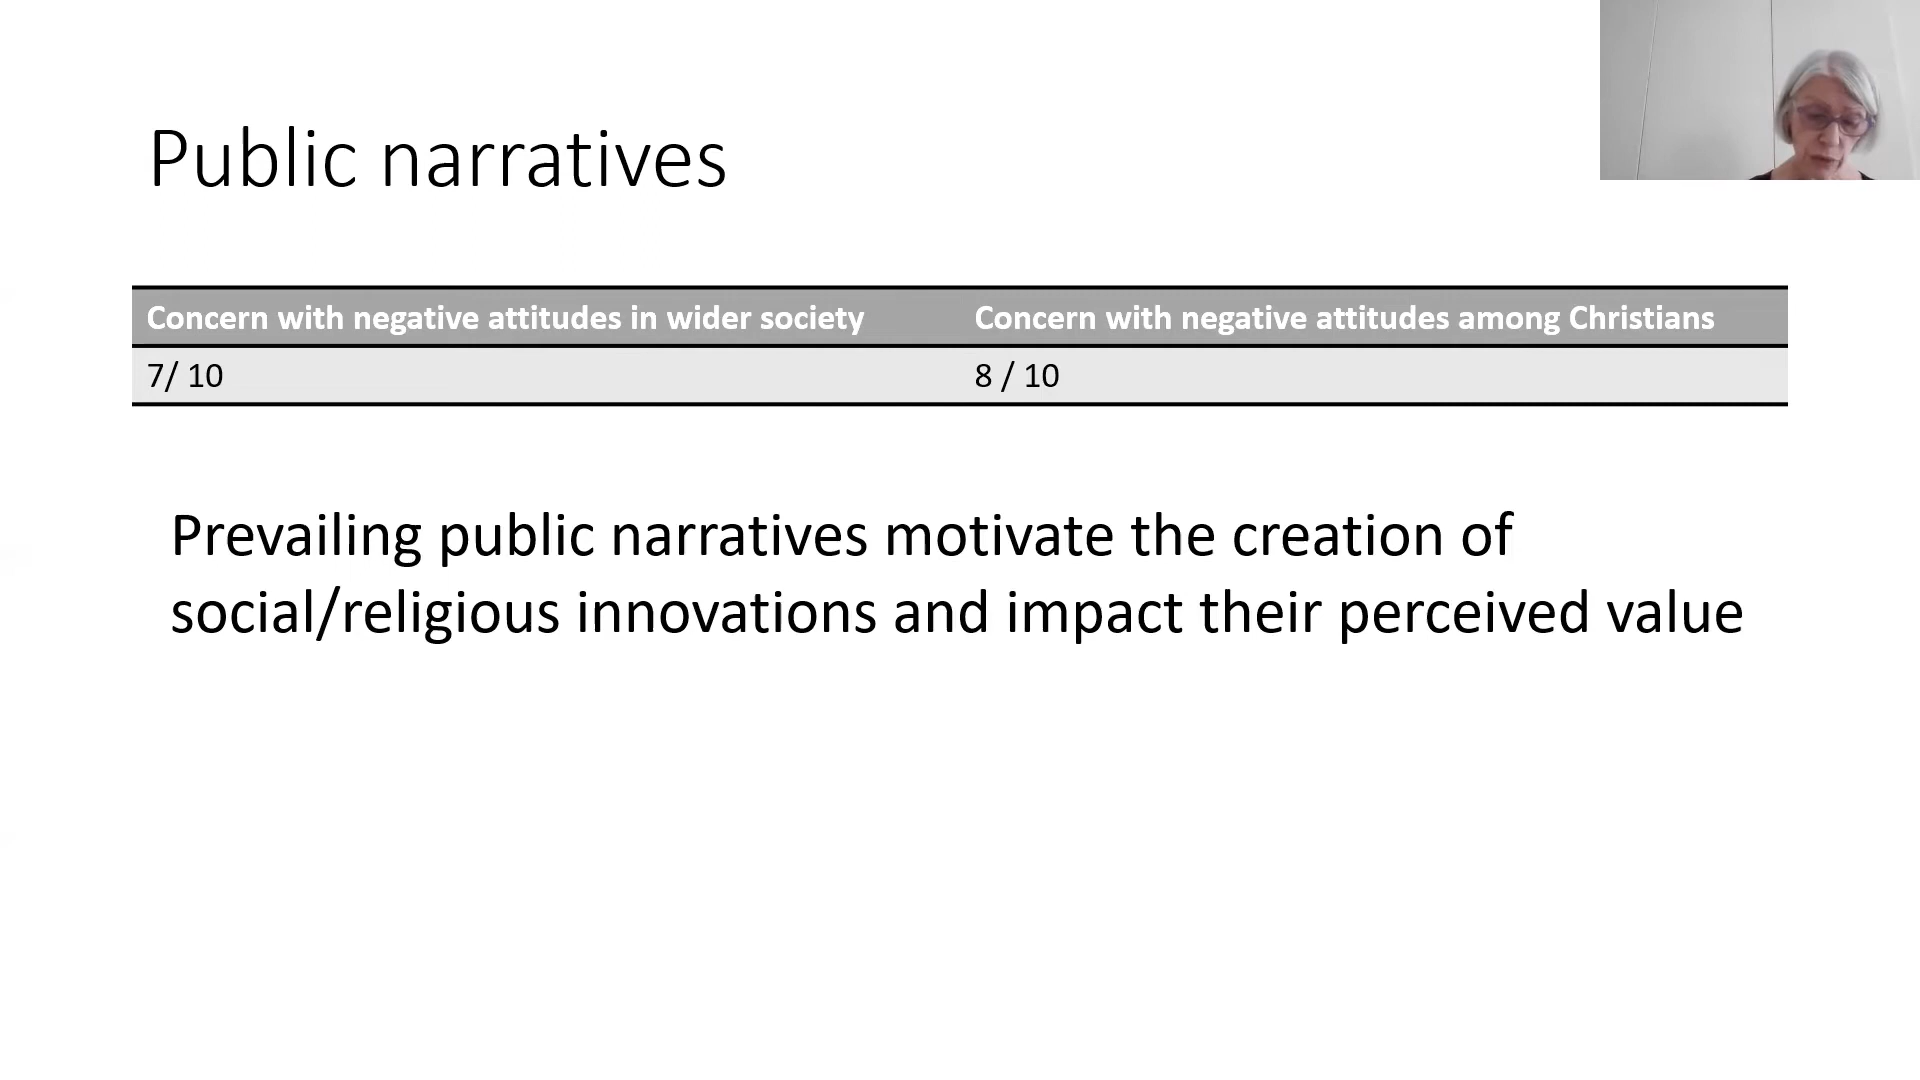 Public narratives
Concern with negative attitudes in wider society
Concern with negative attitudes among Christians
7/ 10
8 / 10
Prevailing public narratives motivate the creation of
social/religious innovations and impact their perceived value